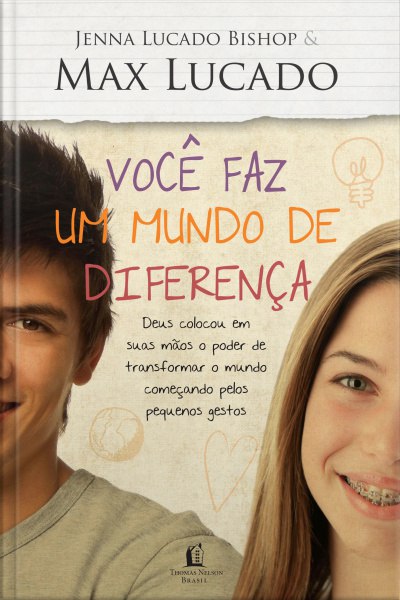 JENNA LUCADO BISHOP &
MAX LUCADO
VOCÊ FAZ
UM MUNDO DE
DIFERENÇA
Deus colocou em
suas mãos o poder de
transformar o mundo
começando pelos
pequenos gestos
THOMAS NELSON
BRASIL